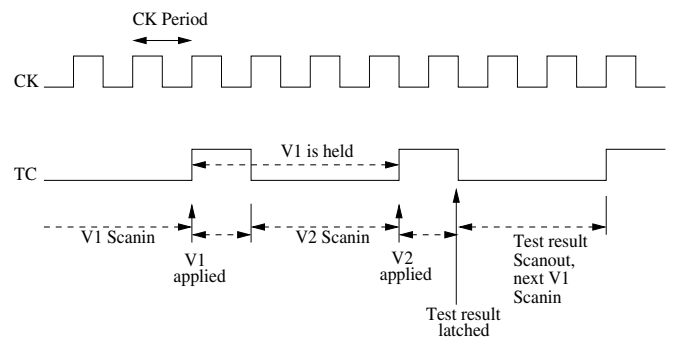 CK Period
CK
V1 is held
TC
V1 Scanin
V2 Scanin
V1
applied
V2
applied
Test result
Scanout,
next V1
Scanin
Test result
latched